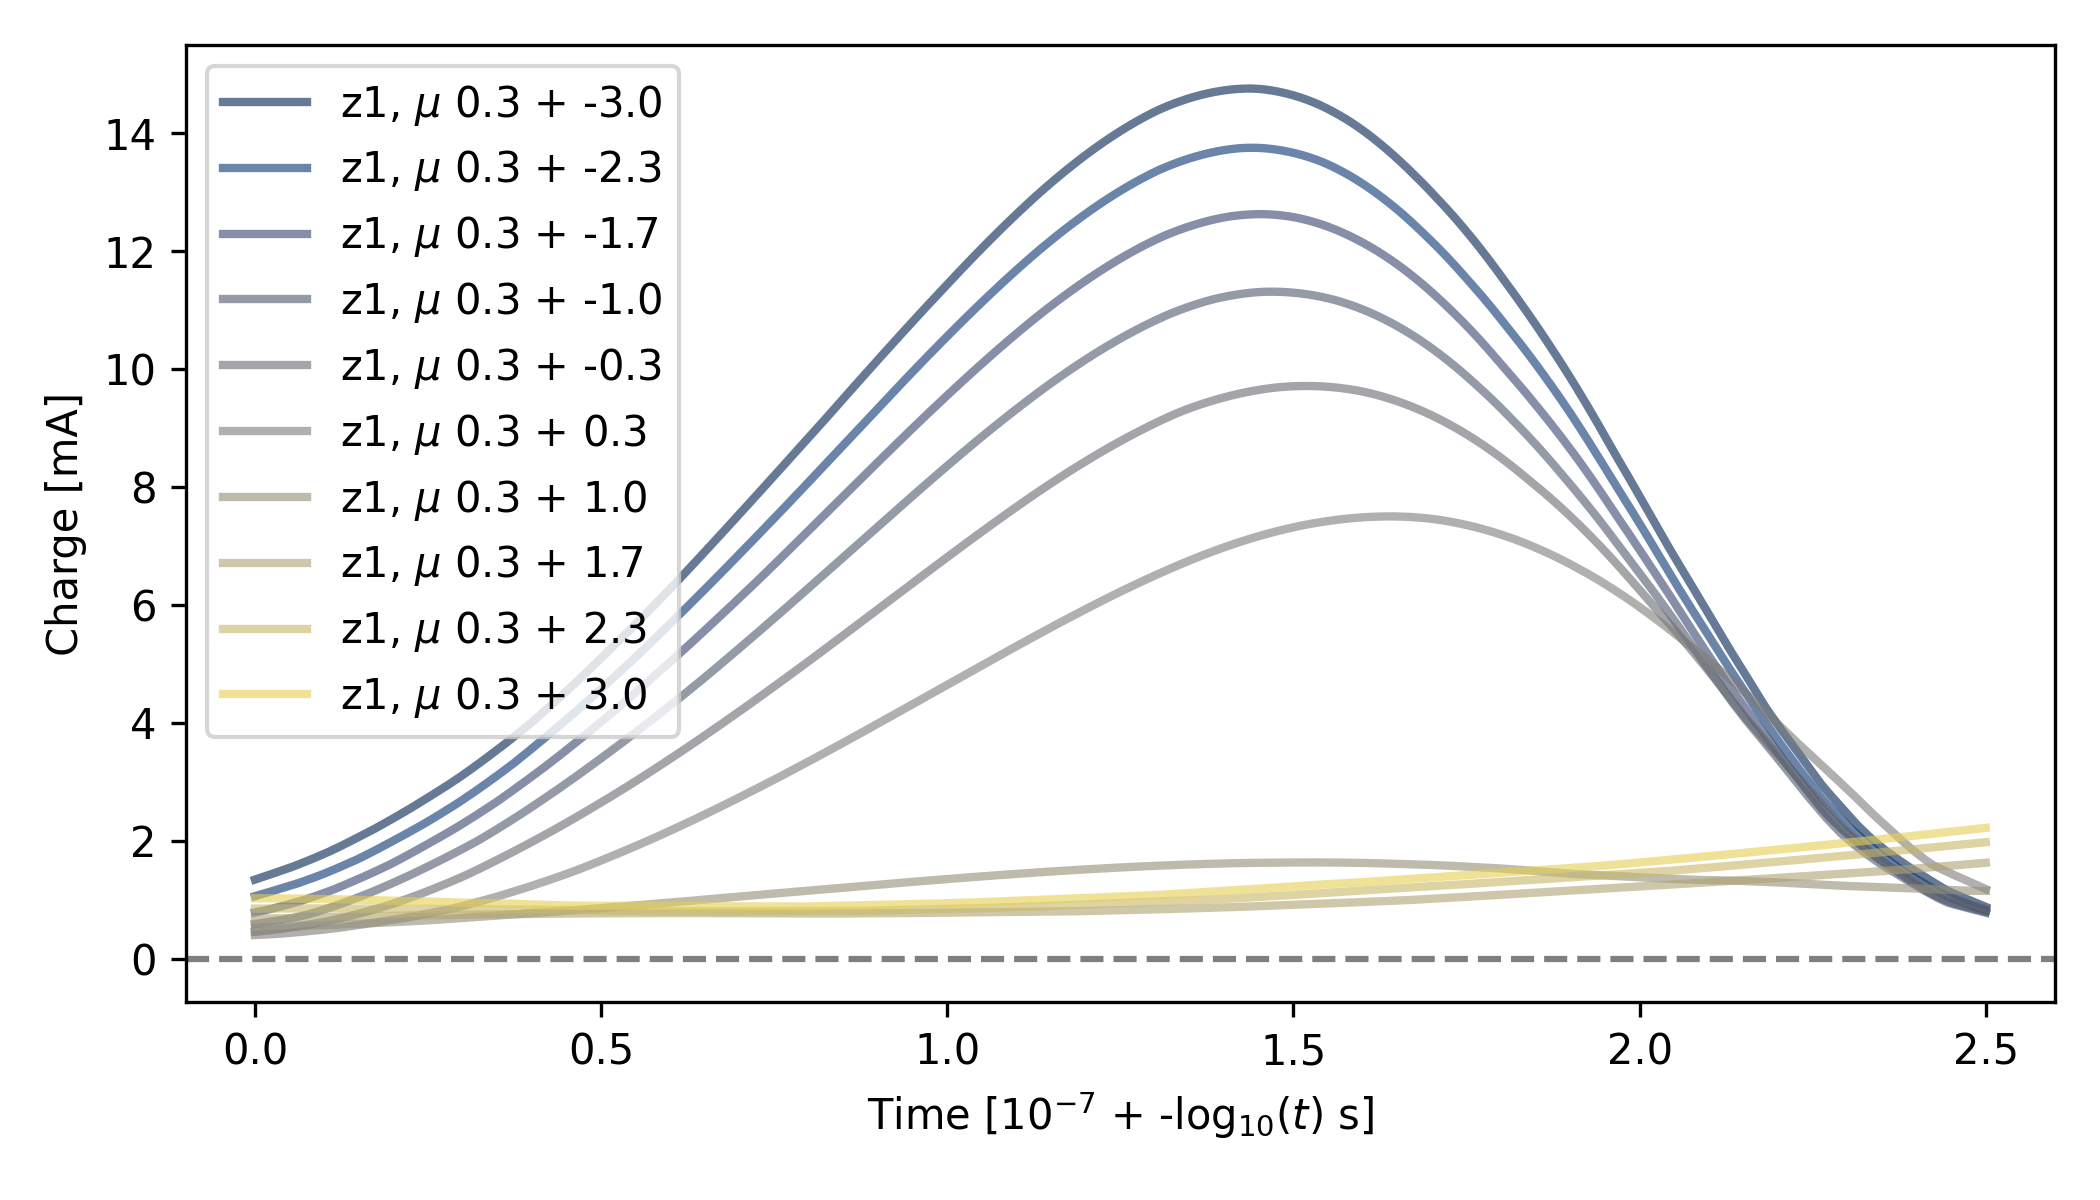 z1, μ 0.3 + -3.0
z1, μ 0.3 + -2.3
z1, μ 0.3 + -1.7
z1, μ 0.3 + -1.0
z1, μ 0.3 + -0.3
z1, μ 0.3 + 0.3
z1, μ 0.3 + 1.0
z1, μ 0.3 + 1.7
z1, μ 0.3 + 2.3
z1, μ 0.3 + 3.0
14
12
10
8
6
4
2
0
Charge [mA]
0.0 0.5 1.0 1.5 2.0 2.5
Time [10⁻⁷ + -log₁₀(t) s]